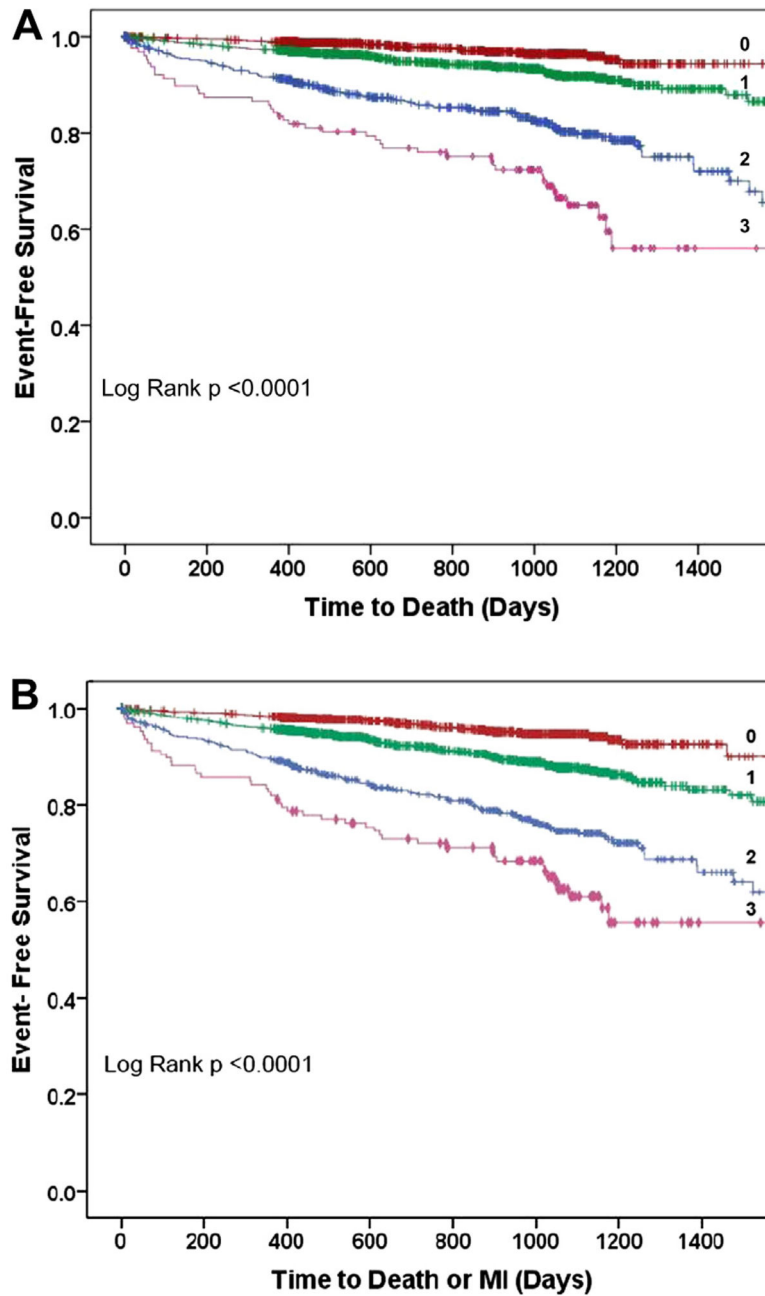 A
1.0
0
1
0.8
2
0.6
3
0.4
Log Rank p <0.0001
0.2
0.0
Event-Free Survival
0 200 400 600 800 1000 1200 1400
Time to Death (Days)
B
1.0
0
1
0.8
2
0.6
3
0.4
Log Rank p <0.0001
0.2
0.0
Event- Free Survival
0 200 400 600 800 1000 1200 1400
Time to Death or MI (Days)